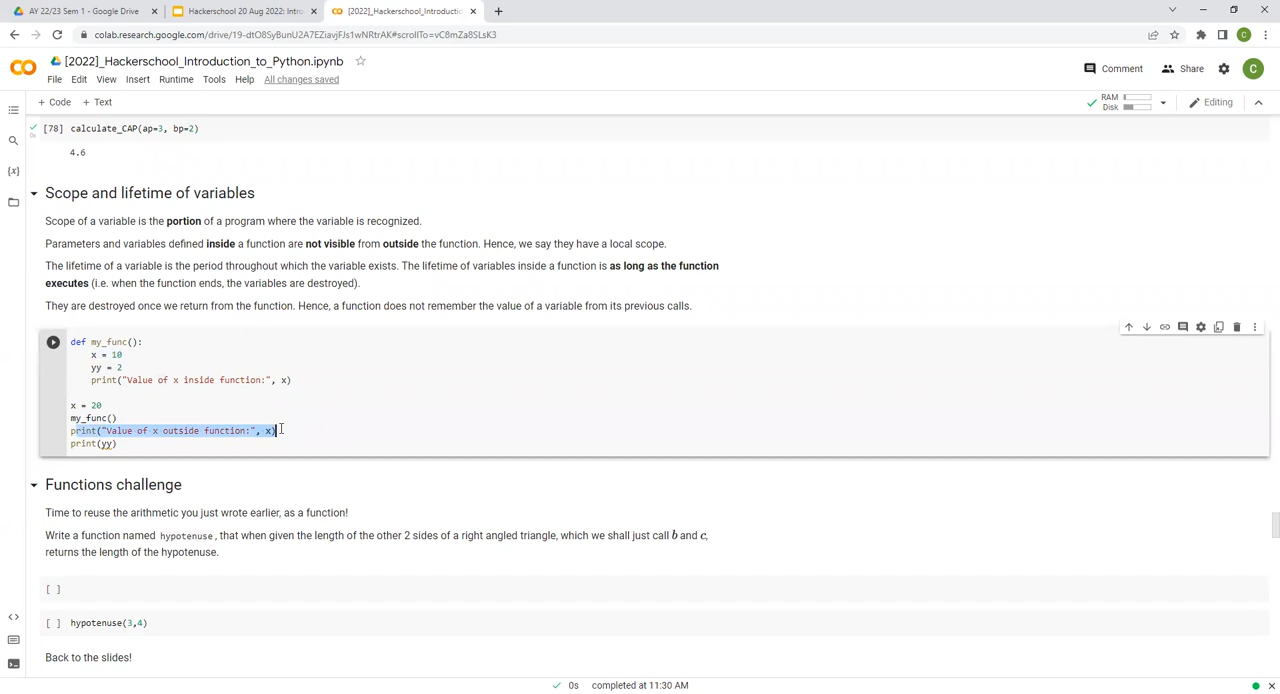 AY 22/23 Sem 1 - Google Drive
Hackerschool 20 Aug 2022: Intro
[2022]_Hackerschool_Introduction
colab.research.google.com/drive/19-dtO8SyBunU2A7EZiavjFJs1wNRtrAK#scrollTo=vC8mZa8SLsK3
C
CO
[2022]_Hackerschool_Introduction_to_Python.ipynb
Comment
Share
C
File Edit View Insert Runtime Tools Help All changes saved
+ Code + Text
RAM
Disk
Editing
[78] calculate_CAP(ap=3, bp=2)
0s
4.6
{x}
Scope and lifetime of variables
Scope of a variable is the portion of a program where the variable is recognized.
Parameters and variables defined inside a function are not visible from outside the function. Hence, we say they have a local scope.
The lifetime of a variable is the period throughout which the variable exists. The lifetime of variables inside a function is as long as the function
executes (i.e. when the function ends, the variables are destroyed).
They are destroyed once we return from the function. Hence, a function does not remember the value of a variable from its previous calls.
def my_func():
x = 10
yy = 2
print("Value of x inside function:", x)
x = 20
my_func()
print("Value of x outside function:", x)
print(yy)
Functions challenge
Time to reuse the arithmetic you just wrote earlier, as a function!
Write a function named hypotenuse, that when given the length of the other 2 sides of a right angled triangle, which we shall just call b and c,
returns the length of the hypotenuse.
[ ]
[ ] hypotenuse(3,4)
Back to the slides!
0s completed at 11:30 AM